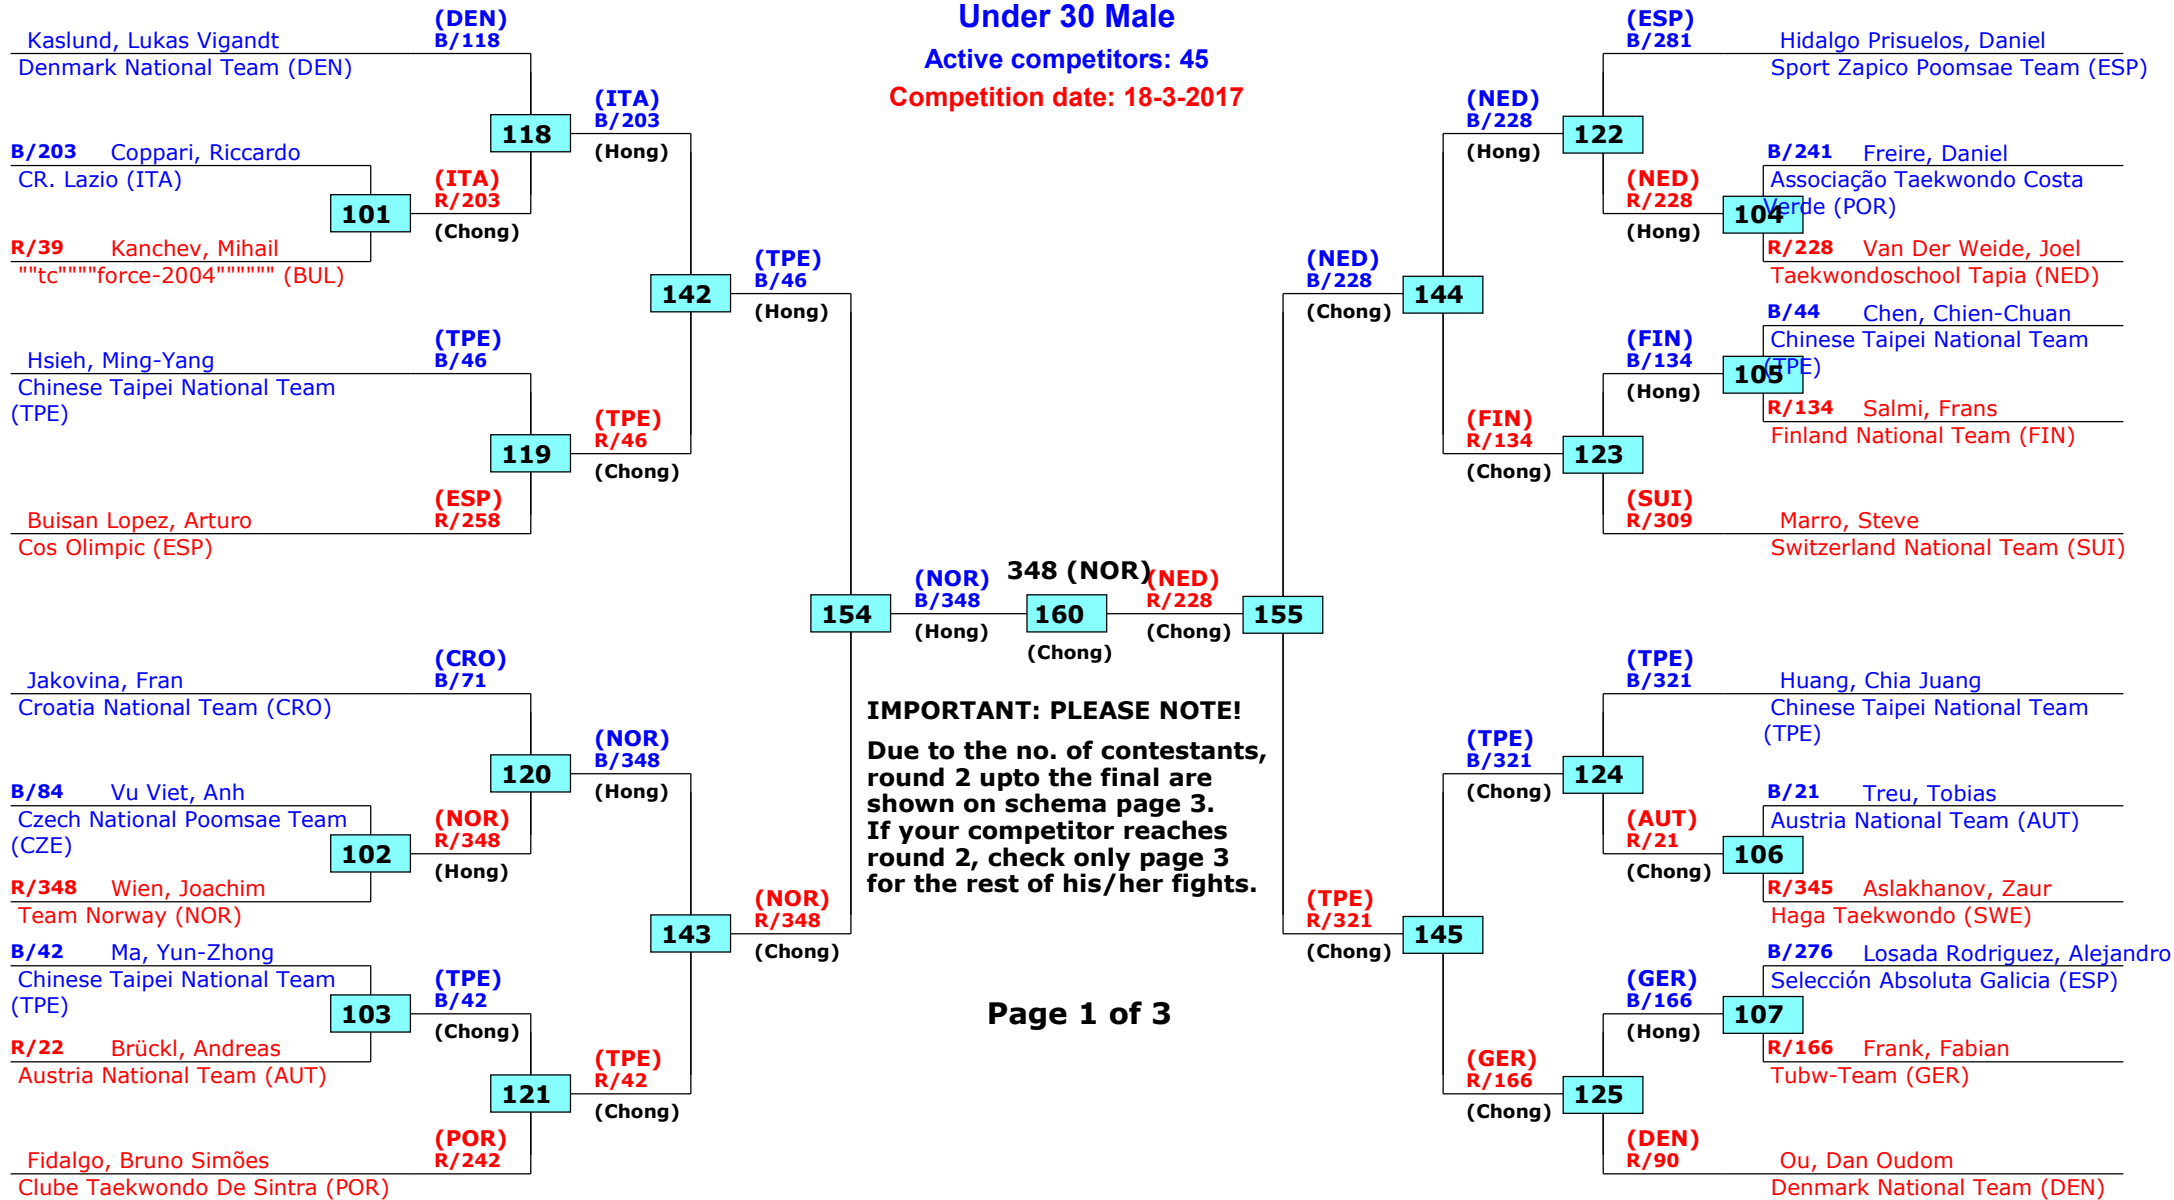 Under 30 Male
Active competitors: 45
Competition date: 18-3-2017
(DEN)
Kaslund, Lukas Vigandt B/118
Denmark National Team (DEN)
(ITA)
B/203
118
(Hong)
B/203 Coppari, Riccardo
CR. Lazio (ITA)
(ITA)
R/203
101
(Chong)
R/39 Kanchev, Mihail
""tc""""force-2004"""""" (BUL)
(TPE)
B/46
142
(Hong)
(TPE)
Hsieh, Ming-Yang B/46
Chinese Taipei National Team
(TPE)
(TPE)
R/46
119
(Chong)
(ESP)
Buisan Lopez, Arturo R/258
Cos Olimpic (ESP)
(NOR)
B/348
154
(Hong)
348 (NOR)
160
(Chong)
(NED)
R/228
155
(Chong)
(CRO)
Jakovina, Fran B/71
Croatia National Team (CRO)
(NOR)
B/348
120
(Hong)
B/84 Vu Viet, Anh
Czech National Poomsae Team
(CZE)
(NOR)
R/348
102
(Hong)
R/348 Wien, Joachim
Team Norway (NOR)
(NOR)
R/348
143
(Chong)
B/42 Ma, Yun-Zhong
Chinese Taipei National Team
(TPE)
(TPE)
B/42
103
(Chong)
R/22 Brückl, Andreas
Austria National Team (AUT)
(TPE)
R/42
121
(Chong)
(POR)
Fidalgo, Bruno Simões R/242
Clube Taekwondo De Sintra (POR)
IMPORTANT: PLEASE NOTE!
Due to the no. of contestants,
round 2 upto the final are
shown on schema page 3.
If your competitor reaches
round 2, check only page 3
for the rest of his/her fights.
Page 1 of 3
(ESP)
B/281 Hidalgo Prisuelos, Daniel
Sport Zapico Poomsae Team (ESP)
(NED)
B/228
122
(Hong)
B/241 Freire, Daniel
Associação Taekwondo Costa
Verde (POR)
(NED)
R/228
104
(Hong)
R/228 Van Der Weide, Joel
Taekwondoschool Tapia (NED)
(NED)
B/228
144
(Chong)
B/44 Chen, Chien-Chuan
Chinese Taipei National Team
(TPE)
(FIN)
B/134
105
(Hong)
R/134 Salmi, Frans
Finland National Team (FIN)
(FIN)
R/134
123
(Chong)
(SUI)
R/309 Marro, Steve
Switzerland National Team (SUI)
(TPE)
B/321 Huang, Chia Juang
Chinese Taipei National Team
(TPE)
(TPE)
B/321
124
(Chong)
B/21 Treu, Tobias
Austria National Team (AUT)
(AUT)
R/21
106
(Chong)
R/345 Aslakhanov, Zaur
Haga Taekwondo (SWE)
(TPE)
R/321
145
(Chong)
B/276 Losada Rodriguez, Alejandro
Selección Absoluta Galicia (ESP)
(GER)
B/166
107
(Hong)
R/166 Frank, Fabian
Tubw-Team (GER)
(GER)
R/166
125
(Chong)
(DEN)
R/90 Ou, Dan Oudom
Denmark National Team (DEN)